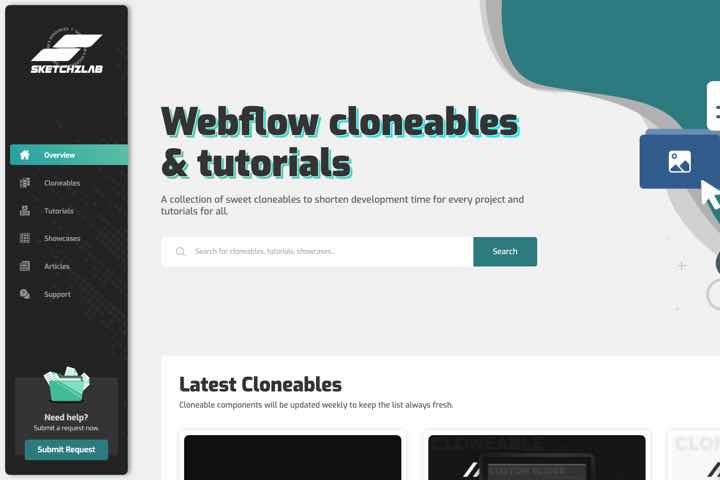 SKETCHZLAB
Overview
Cloneables
Tutorials
Showcases
Articles
Support
Need help?
Submit a request now.
Submit Request
Webflow cloneables
& tutorials
A collection of sweet cloneables to shorten development time for every project and
tutorials for all.
Search for cloneables, tutorials, showcases...
Search
Latest Cloneables
Cloneable components will be updated weekly to keep the list always fresh.
CLONEABLE
CUSTOM SLIDER
CLON